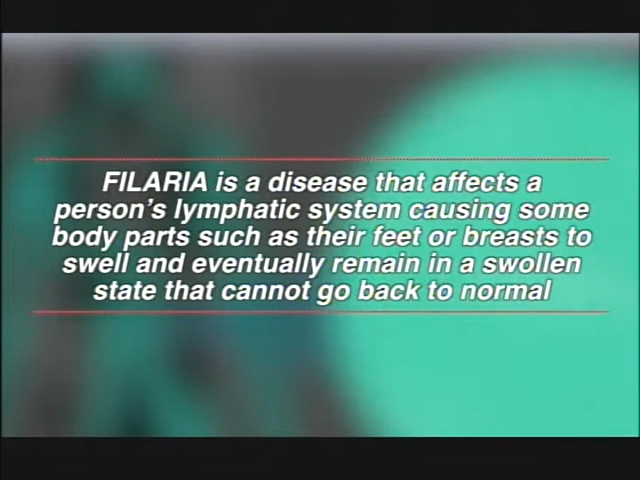 FILARIA is a disease that affects a
person's lymphatic system causing some
body parts such as their feet or breasts to
swell and eventually remain in a swollen
state that cannot go back to normal